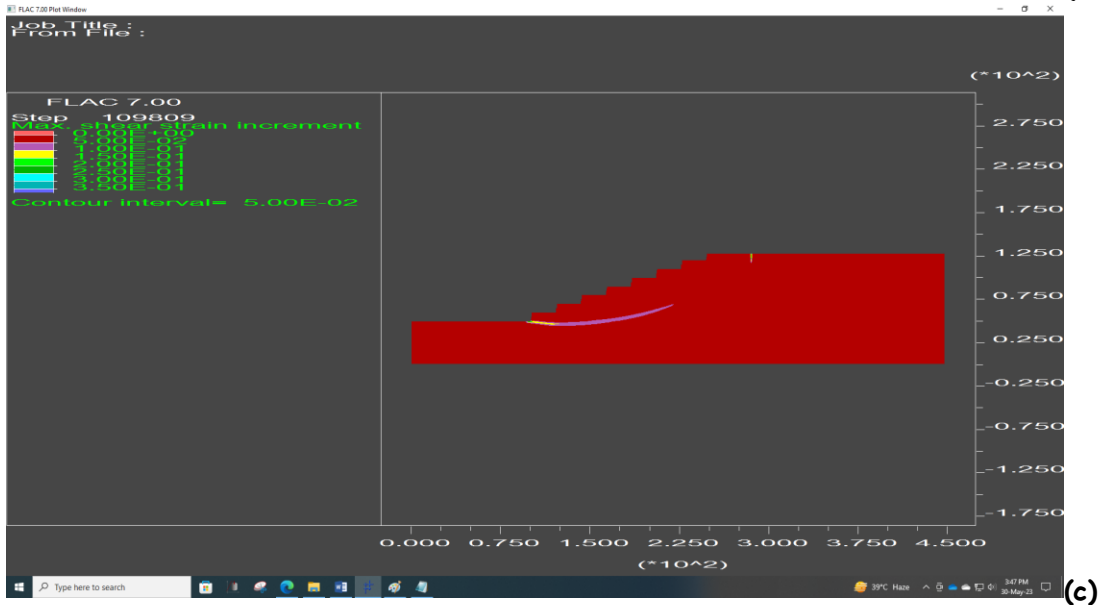 FLAC 7.00 Plot Window
Job Title :
From File :
(*10^2)
FLAC 7.00
Step 109809
Max. shear strain increment
0.00E+00
5.00E-02
1.00E-01
1.50E-01
2.00E-01
2.50E-01
3.00E-01
3.50E-01
Contour interval= 5.00E-02
2.750
2.250
1.750
1.250
0.750
0.250
-0.250
-0.750
-1.250
-1.750
0.000 0.750 1.500 2.250 3.000 3.750 4.500
(*10^2)
Type here to search
39°C Haze
3:47 PM
30-May-23
(c)